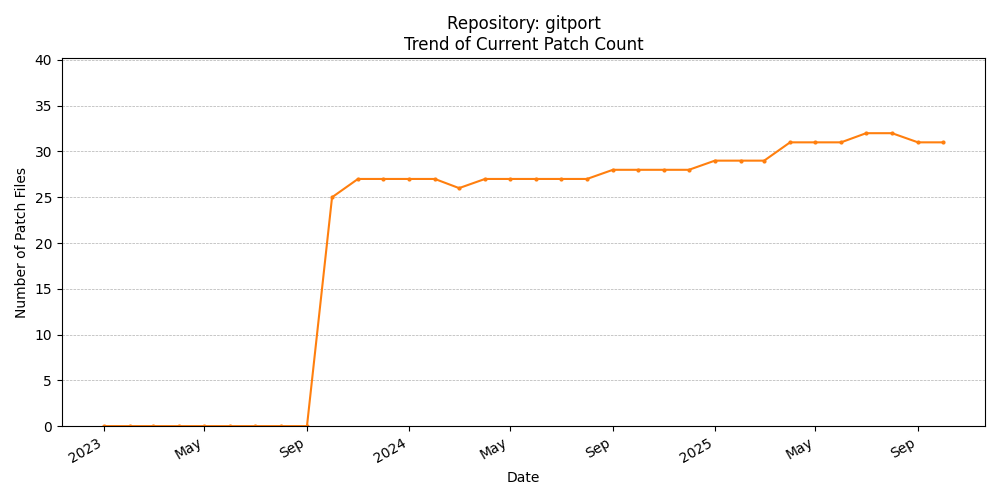 Repository: gitport
Trend of Current Patch Count
Number of Patch Files
40
35
30
25
20
15
10
5
0
2023
May
Sep
2024
May
Sep
2025
May
Sep
Date